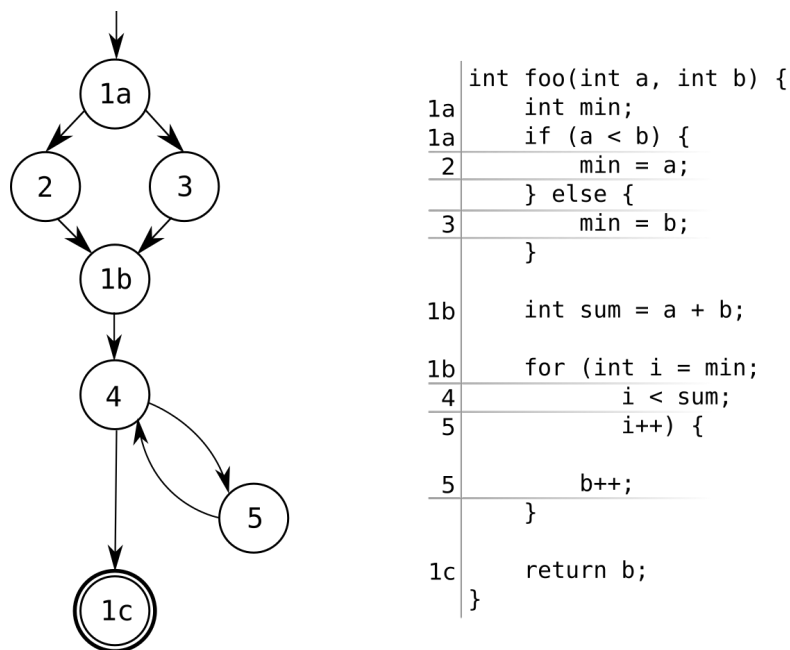 1a
2
3
1b
4
5
1c
int foo(int a, int b) {
1a int min;
1a if (a < b) {
2 min = a;
} else {
3 min = b;
}
1b int sum = a + b;
1b for (int i = min;
4 i < sum;
5 i++) {
5 b++;
}
1c return b;
}